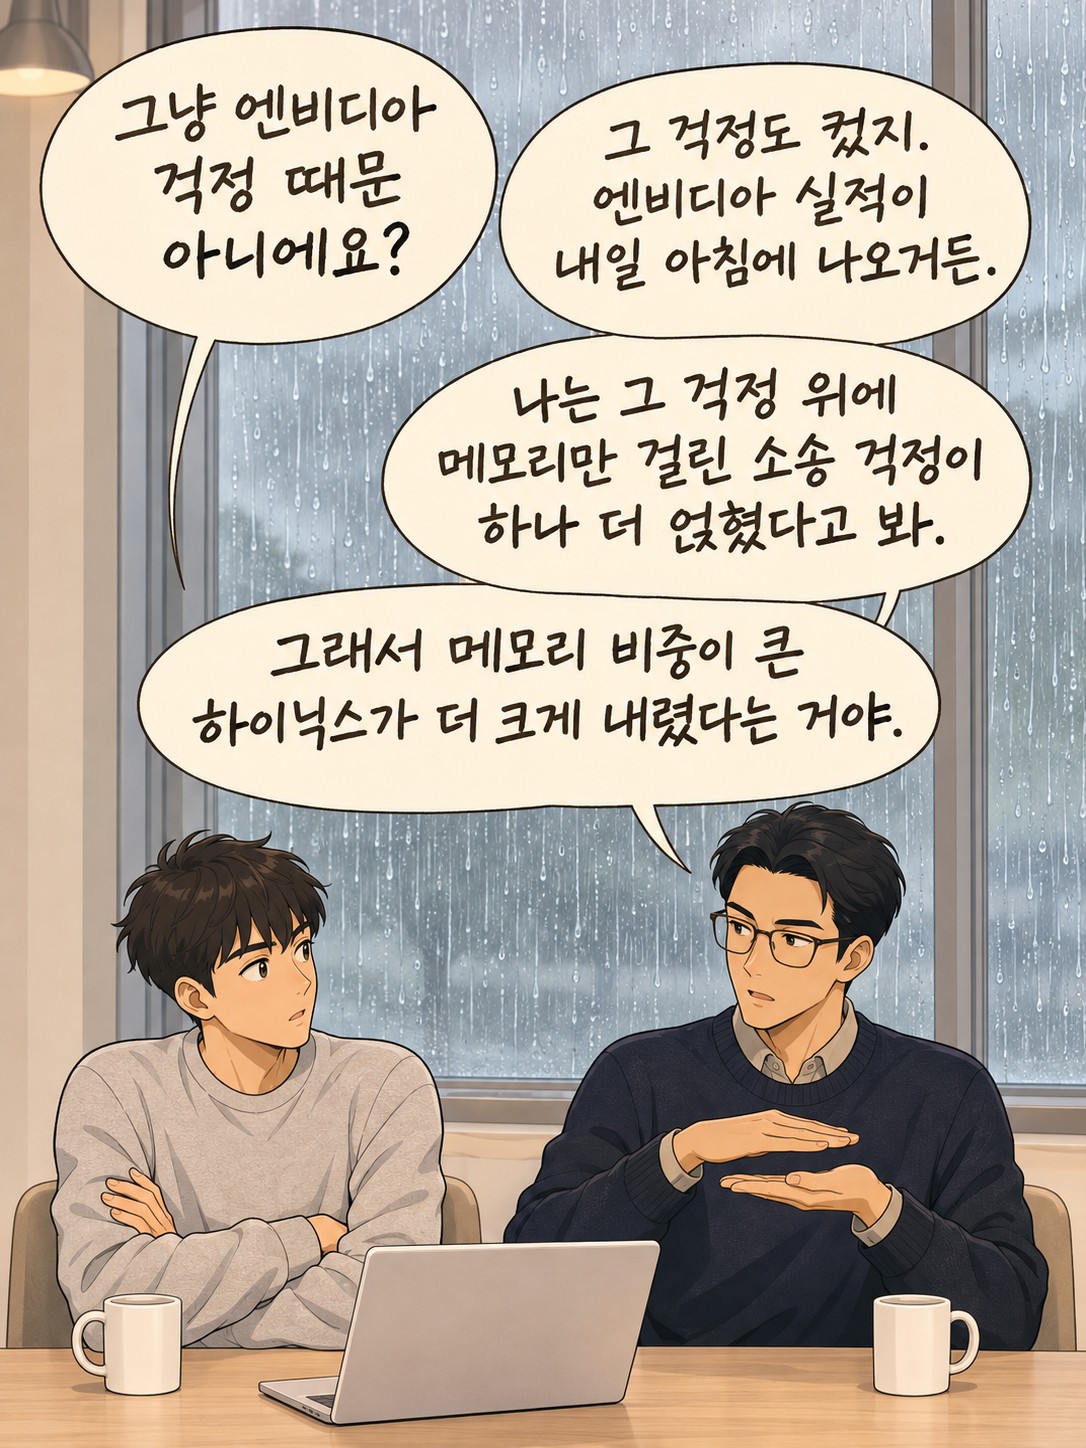 그냥 엔비디아
걱정 때문
아니에요?
그 걱정도 컸지.
엔비디아 실적이
내일 아침에 나오거든.
나는 그 걱정 위에
메모리만 걸린 소송 걱정이
하나 더 얹혔다고 봐.
그래서 메모리 비중이 큰
하이닉스가 더 크게 내렸다는 거야.